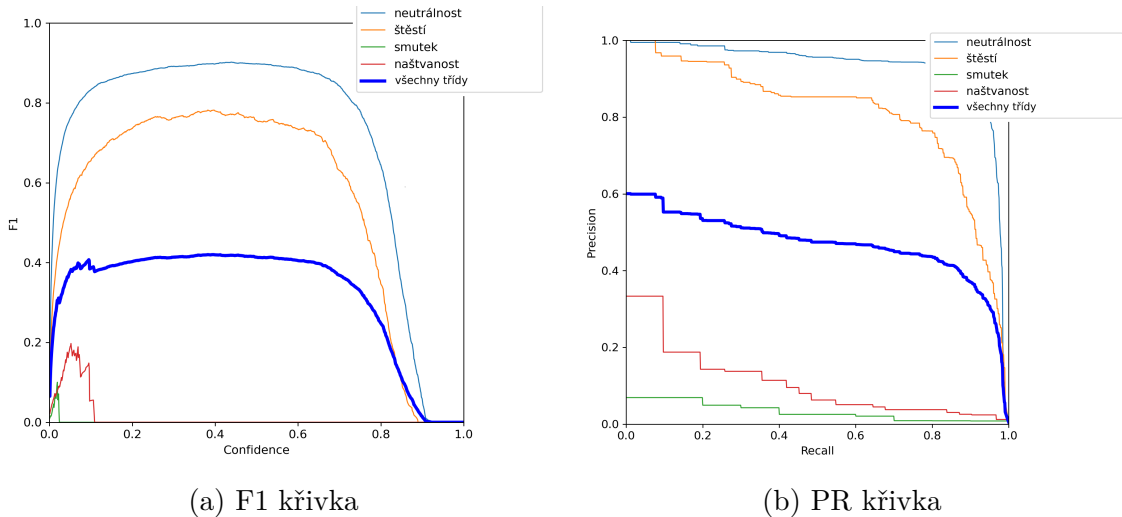 neutrálnost
štěstí
smutek
naštvanost
všechny třídy
1.0
0.8
0.6
0.4
0.2
0.0
F1
0.0
0.2
0.4
0.6
0.8
1.0
Confidence
(a) F1 křivka
neutrálnost
štěstí
smutek
naštvanost
všechny třídy
1.0
0.8
0.6
0.4
0.2
0.0
Precision
0.0
0.2
0.4
0.6
0.8
1.0
Recall
(b) PR křivka